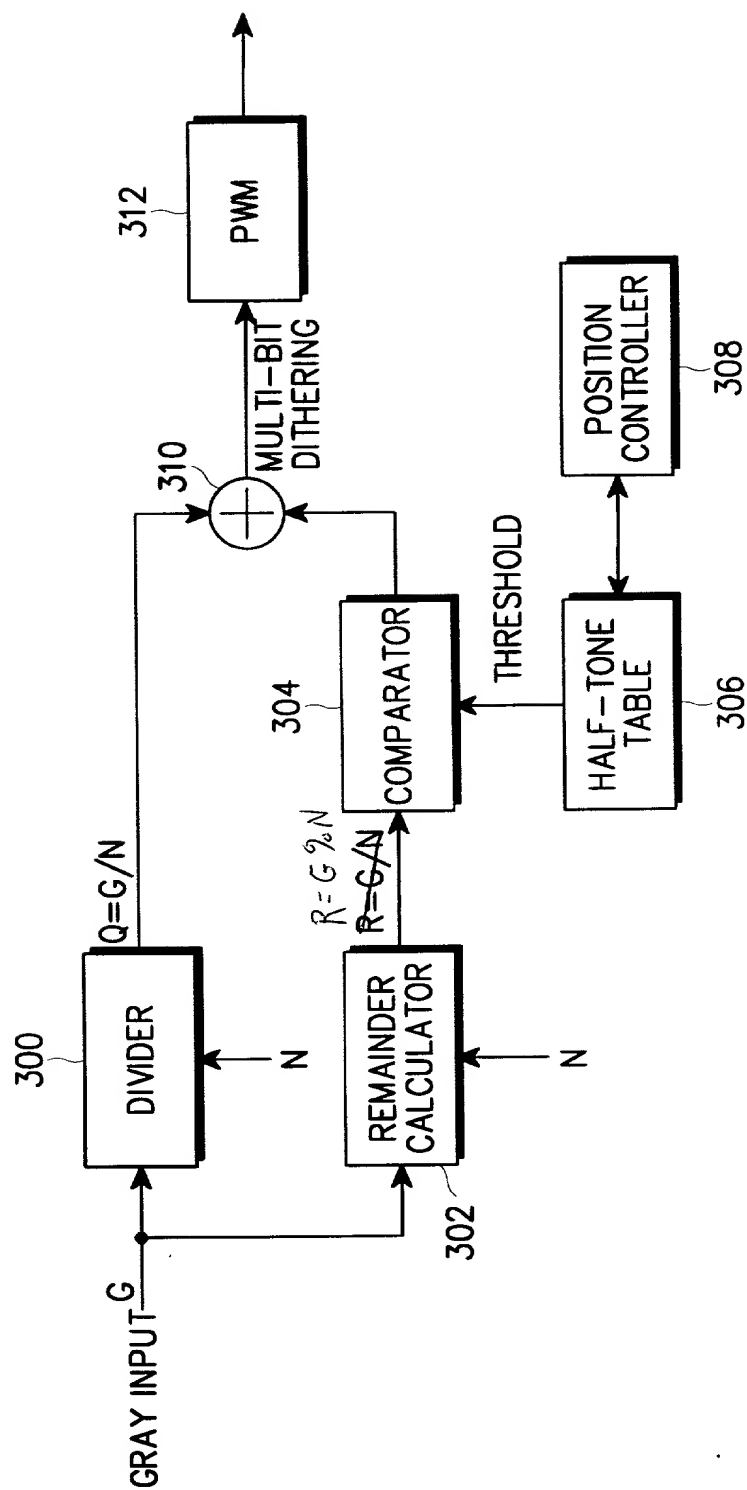 GRAY INPUT
G
300
DIVIDER
N
Q=G/N
302
REMAINDER
CALCULATOR
N
R=G%N
R=G/N
304
COMPARATOR
THRESHOLD
306
HALF-TONE
TABLE
308
POSITION
CONTROLLER
310
MULTI-BIT
DITHERING
312
PWM